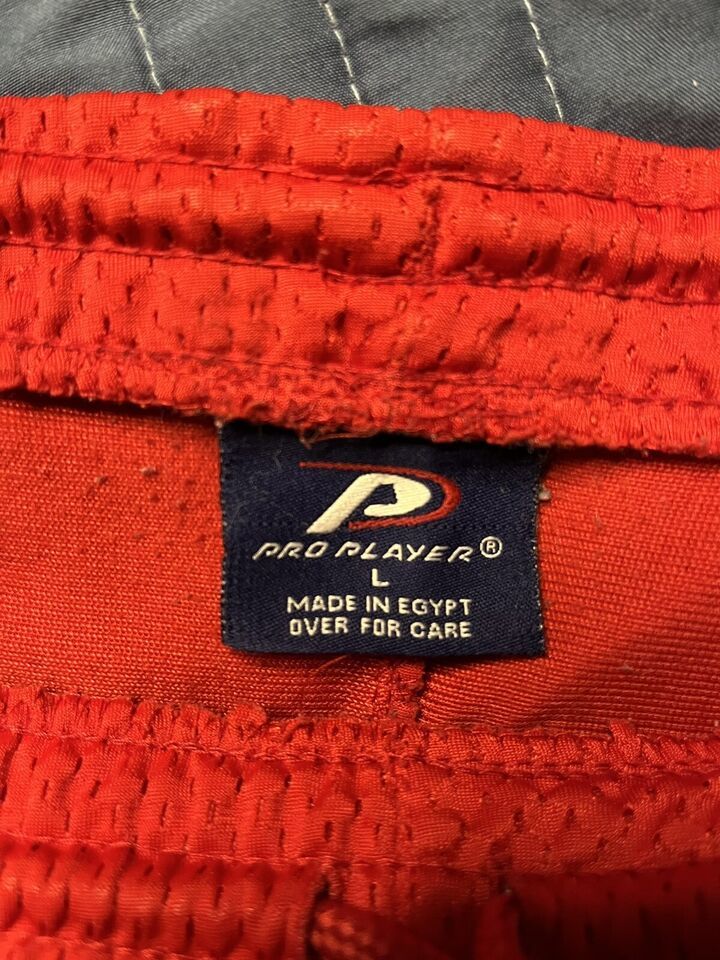 PRO PLAYER®
L
MADE IN EGYPT
OVER FOR CARE